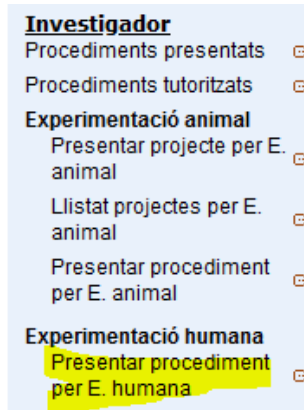 Investigador
Procediments presentats
Procediments tutoritzats
Experimentació animal
Presentar projecte per E.
animal
Llistat projectes per E.
animal
Presentar procediment
per E. animal
Experimentació humana
Presentar procediment
per E. humana